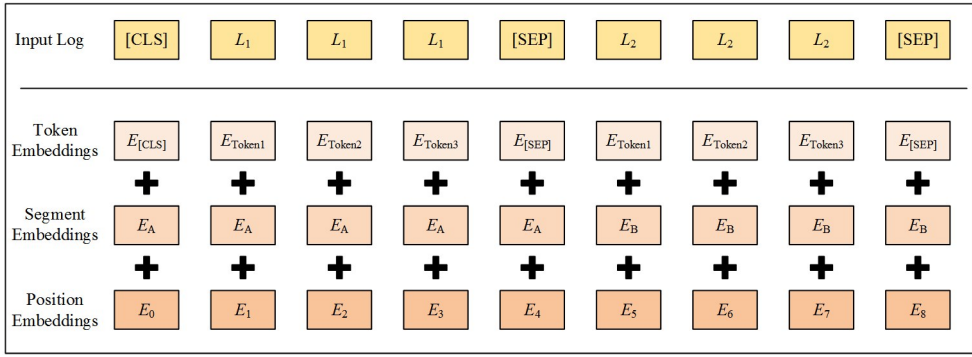 Input Log [CLS] L1 L1 L1 [SEP] L2 L2 L2 [SEP]
Token
Embeddings
E[CLS] EToken1 EToken2 EToken3 E[SEP] EToken1 EToken2 EToken3 E[SEP]
+ + + + + + + + +
Segment
Embeddings
EA EA EA EA EA EB EB EB EB
+ + + + + + + + +
Position
Embeddings
E0 E1 E2 E3 E4 E5 E6 E7 E8